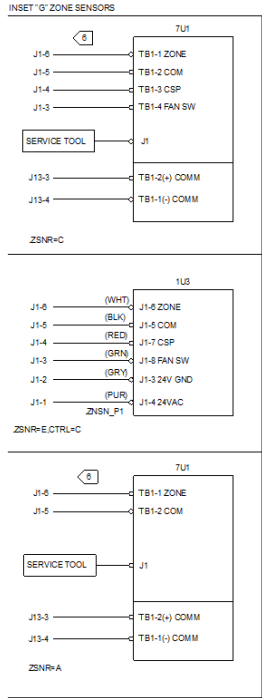 INSET "G" ZONE SENSORS
6
7U1
J1-6 TB1-1 ZONE
J1-5 TB1-2 COM
J1-4 TB1-3 CSP
J1-3 TB1-4 FAN SW
SERVICE TOOL J1
J13-3 TB1-2(+) COMM
J13-4 TB1-1(-) COMM
ZSNR=C
1U3
J1-6 (WHT) J1-6 ZONE
J1-5 (BLK) J1-5 COM
J1-4 (RED) J1-7 CSP
J1-3 (GRN) J1-8 FAN SW
J1-2 (GRY) J1-3 24V GND
J1-1 (PUR) J1-4 24VAC
ZNSN_P1
ZSNR=E,CTRL=C
6
7U1
J1-6 TB1-1 ZONE
J1-5 TB1-2 COM
SERVICE TOOL J1
J13-3 TB1-2(+) COMM
J13-4 TB1-1(-) COMM
ZSNR=A